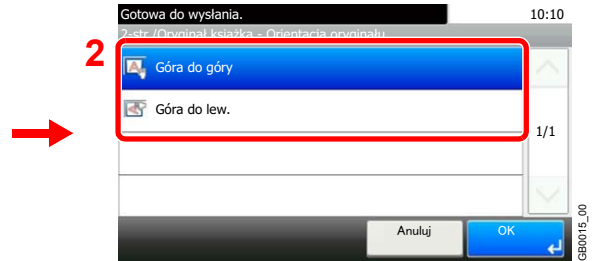 Gotowa do wysłania.
10:10
2-str./Oryginał książka - Orientacja oryginału
2
Góra do góry
Góra do lew.
1/1
Anuluj
OK
GB0015_00